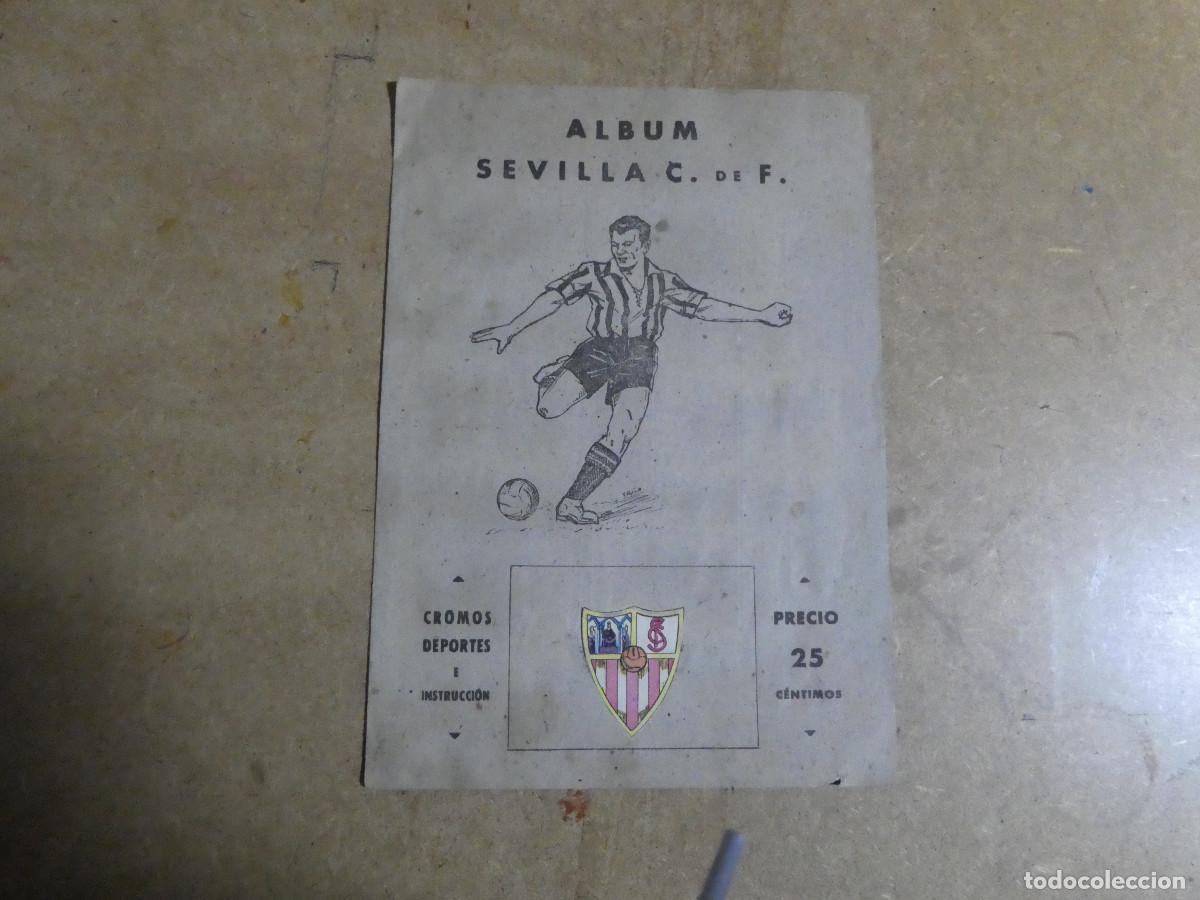 ALBUM
SEVILLA C. DE F.
CROMOS
DEPORTES
E
INSTRUCCIÓN
PRECIO
25
CÉNTIMOS
todocoleccion